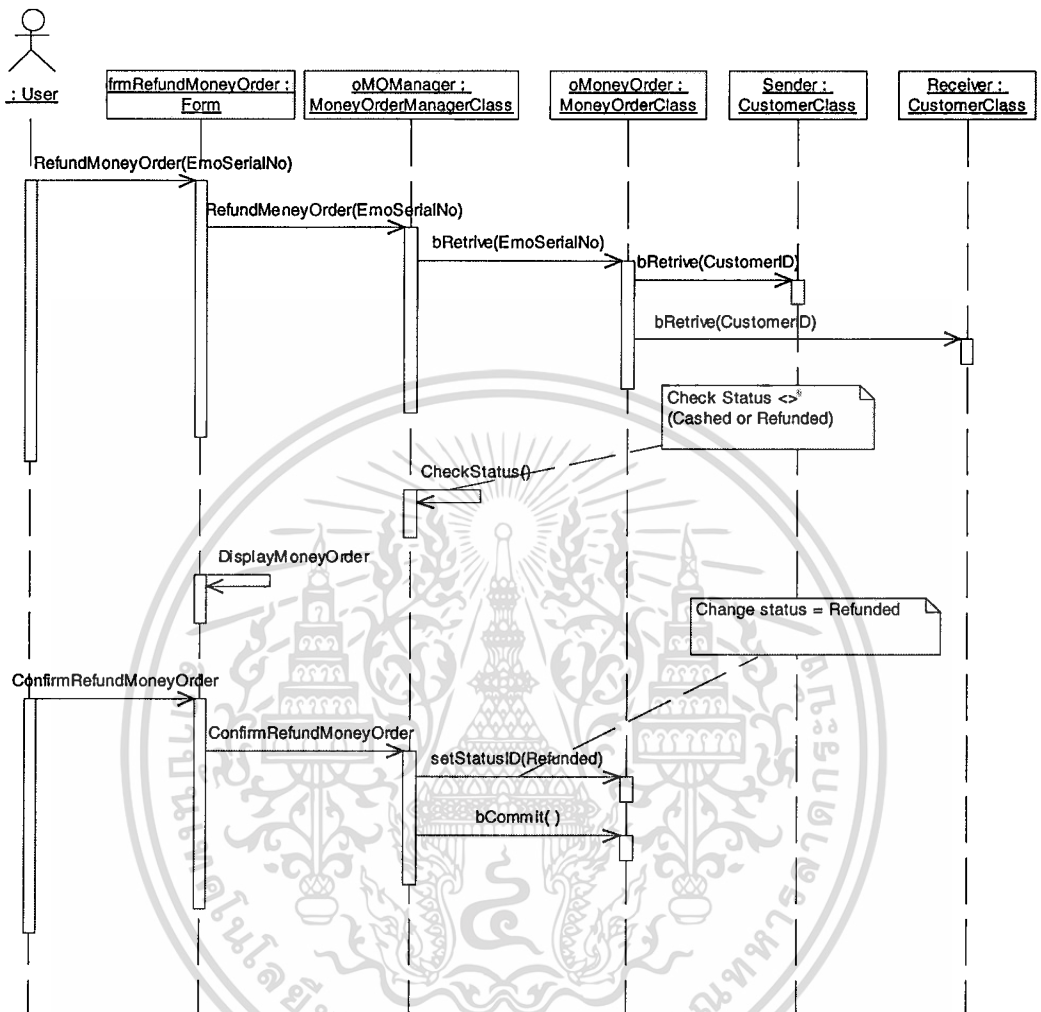 : User
frmRefundMoneyOrder :
Form
oMOManager :
MoneyOrderManagerClass
oMoneyOrder :
MoneyOrderClass
Sender :
CustomerClass
Receiver :
CustomerClass
RefundMoneyOrder(EmoSerialNo)
RefundMeneyOrder(EmoSerialNo)
bRetrive(EmoSerialNo)
bRetrive(CustomerID)
bRetrive(CustomerID)
Check Status <>
(Cashed or Refunded)
CheckStatus()
DisplayMoneyOrder
Change status = Refunded
ConfirmRefundMoneyOrder
ConfirmRefundMoneyOrder
setStatusID(Refunded)
bCommit( )